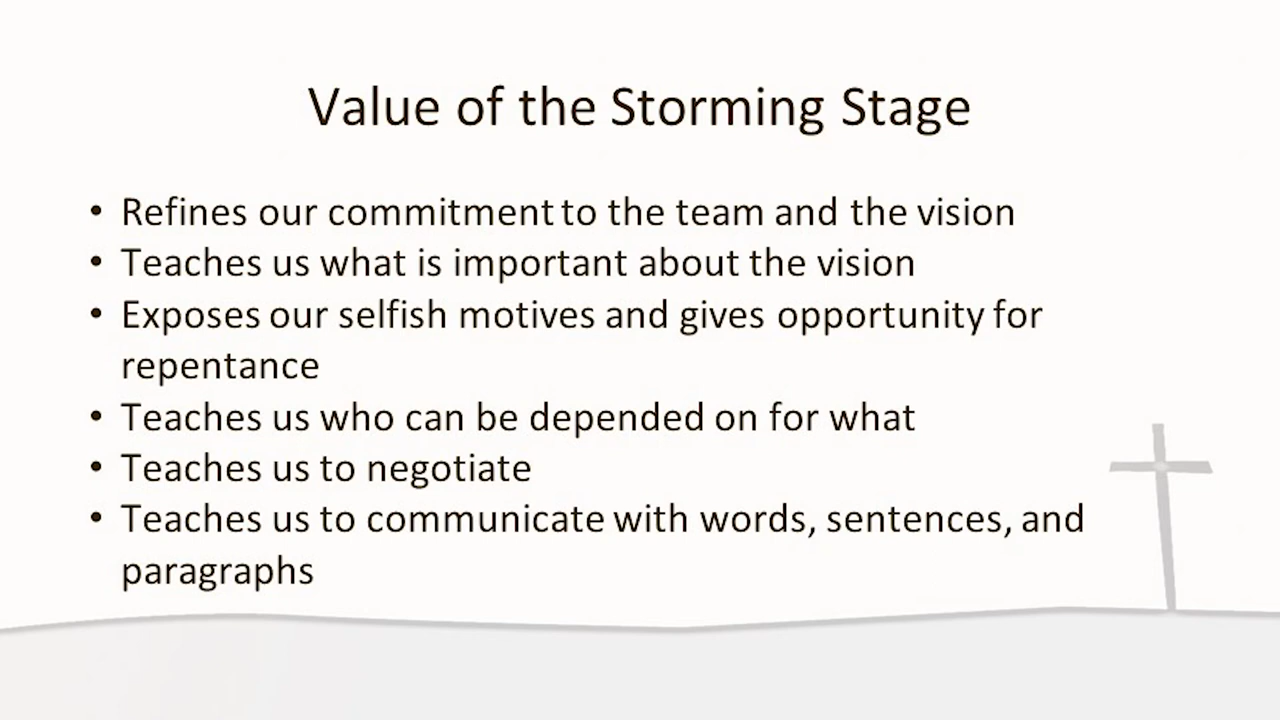 Value of the Storming Stage
• Refines our commitment to the team and the vision
• Teaches us what is important about the vision
• Exposes our selfish motives and gives opportunity for
repentance
• Teaches us who can be depended on for what
• Teaches us to negotiate
• Teaches us to communicate with words, sentences, and
paragraphs